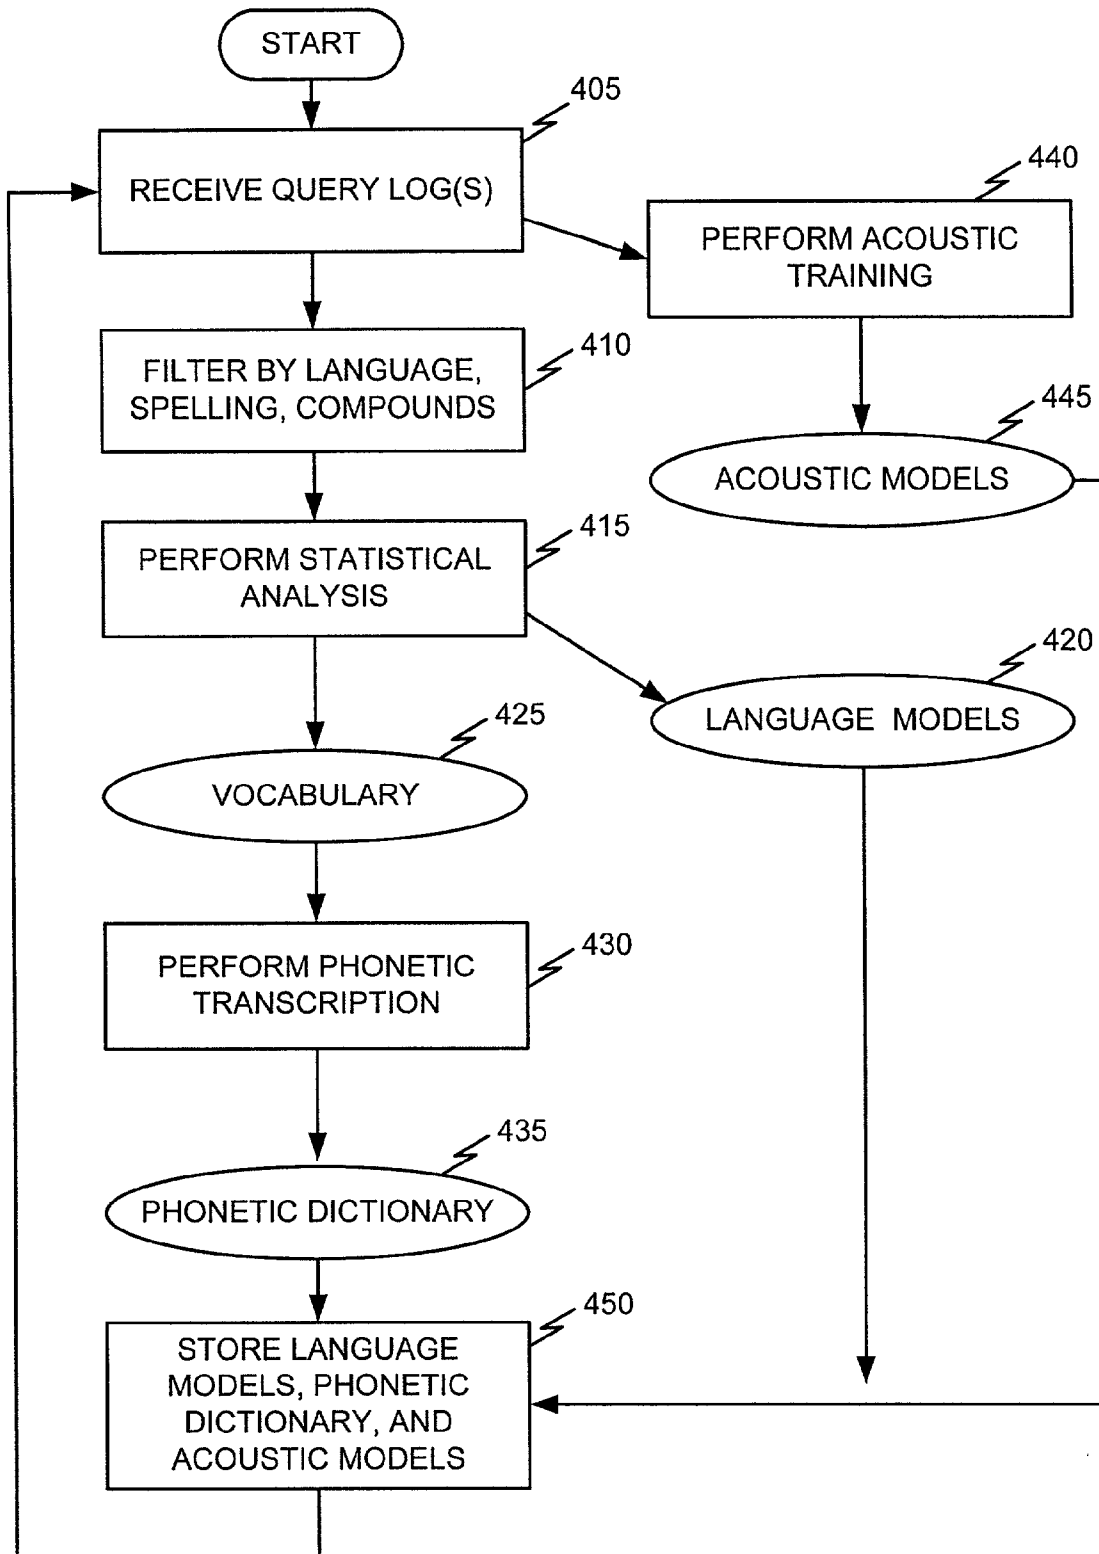 START
405
RECEIVE QUERY LOG(S)
440
PERFORM ACOUSTIC
TRAINING
410
FILTER BY LANGUAGE,
SPELLING, COMPOUNDS
445
ACOUSTIC MODELS
415
PERFORM STATISTICAL
ANALYSIS
420
LANGUAGE MODELS
425
VOCABULARY
430
PERFORM PHONETIC
TRANSCRIPTION
435
PHONETIC DICTIONARY
450
STORE LANGUAGE
MODELS, PHONETIC
DICTIONARY, AND
ACOUSTIC MODELS